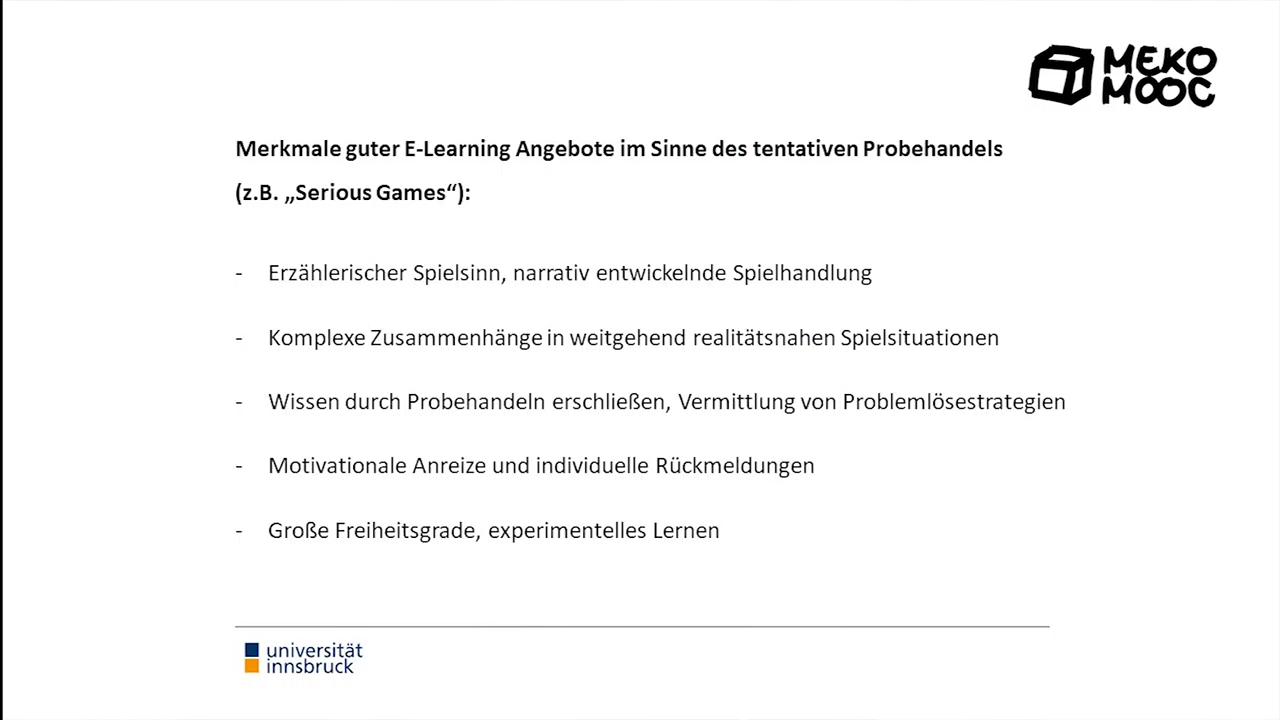 MEKO
MOOC
Merkmale guter E-Learning Angebote im Sinne des tentativen Probehandels
(z.B. „Serious Games“):
- Erzählerischer Spielsinn, narrativ entwickelnde Spielhandlung
- Komplexe Zusammenhänge in weitgehend realitätsnahen Spielsituationen
- Wissen durch Probehandeln erschließen, Vermittlung von Problemlösestrategien
- Motivationale Anreize und individuelle Rückmeldungen
- Große Freiheitsgrade, experimentelles Lernen
universität
innsbruck